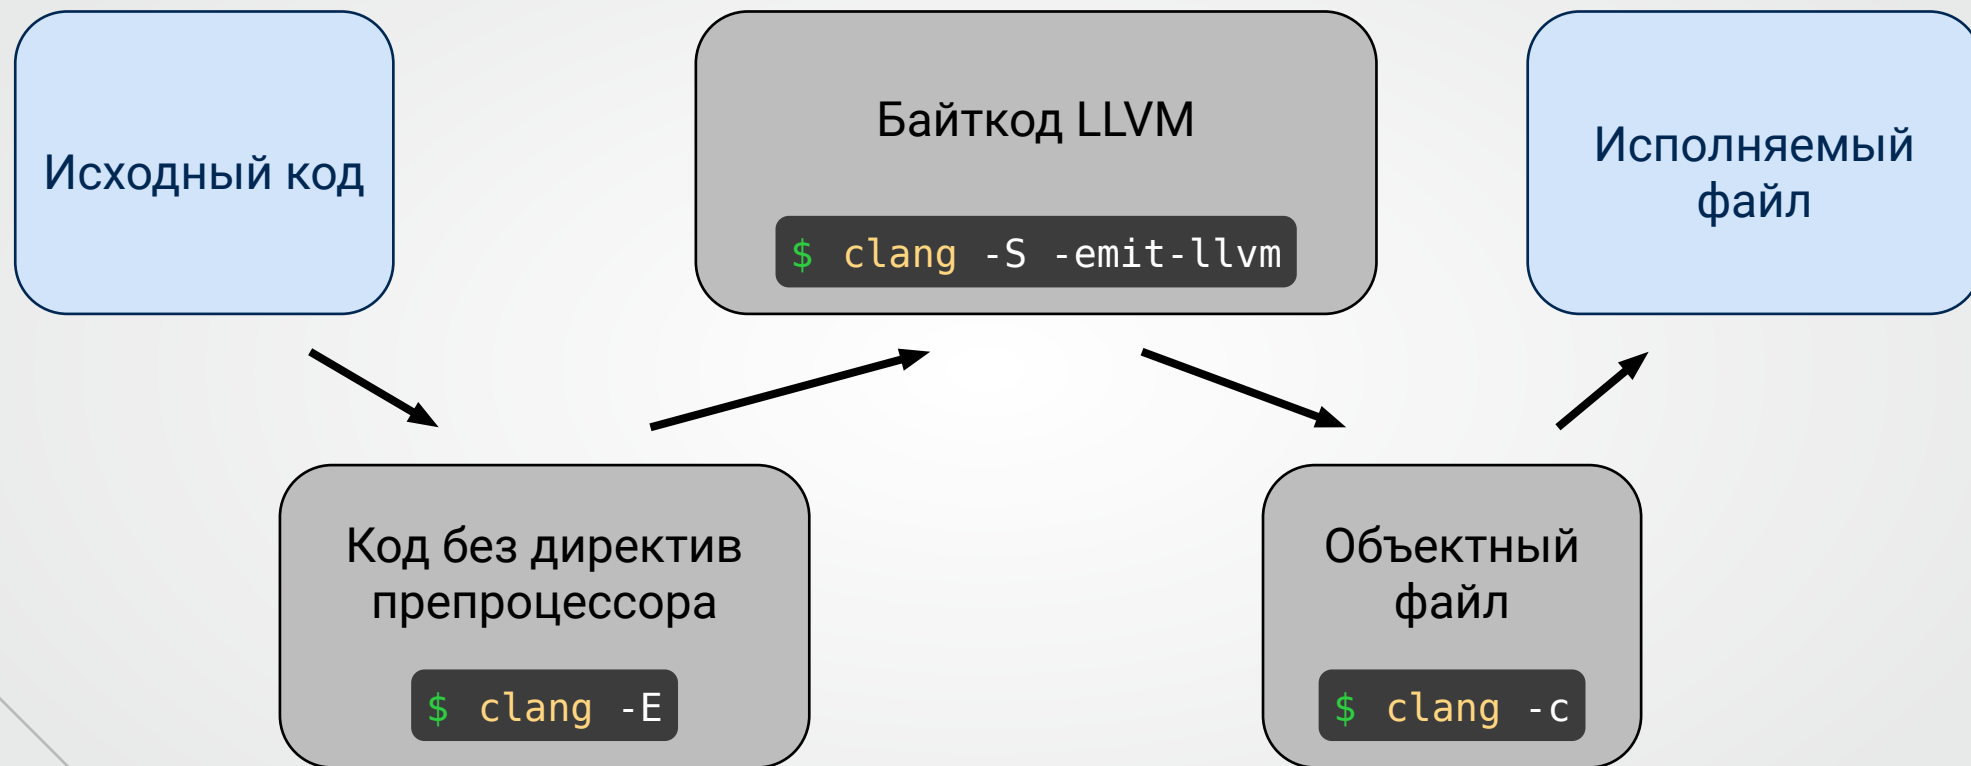 Исходный код
Код без директив
препроцессора
$ clang -E
Байткод LLVM
$ clang -S -emit-llvm
Объектный
файл
$ clang -c
Исполняемый
файл